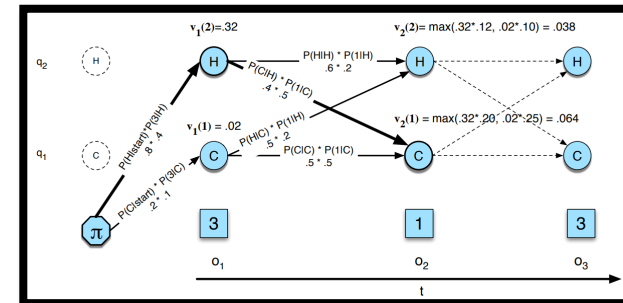 v₁(2)=.32
v₂(2)= max(.32*.12, .02*.10) = .038
q₂
H
H
P(H|H) * P(1|H)
.6 * .2
H
H
P(C|H) * P(1|C)
.4 * .5
P(H|start)*P(3|H)
.8 * .4
v₁(1) = .02
v₂(1) = max(.32*.20, .02*.25) = .064
P(H|C) * P(1|H)
.5 * .2
q₁
C
C
P(C|C) * P(1|C)
.5 * .5
C
C
P(C|start) * P(3|C)
.2 * .1
π
3
1
3
o₁
o₂
o₃
t